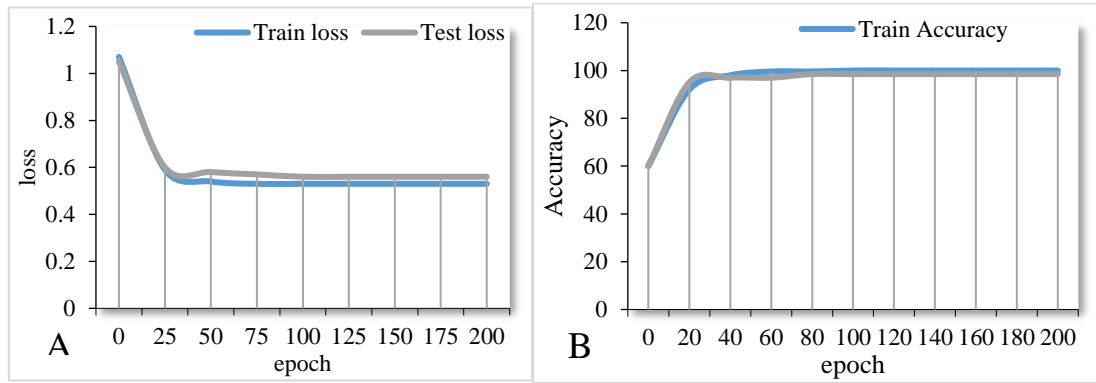 Train loss Test loss
1.2
1
0.8
0.6
0.4
0.2
0
loss
0 25 50 75 100 125 150 175 200
epoch
A
Train Accuracy
120
100
80
60
40
20
0
Accuracy
0 20 40 60 80 100 120 140 160 180 200
epoch
B